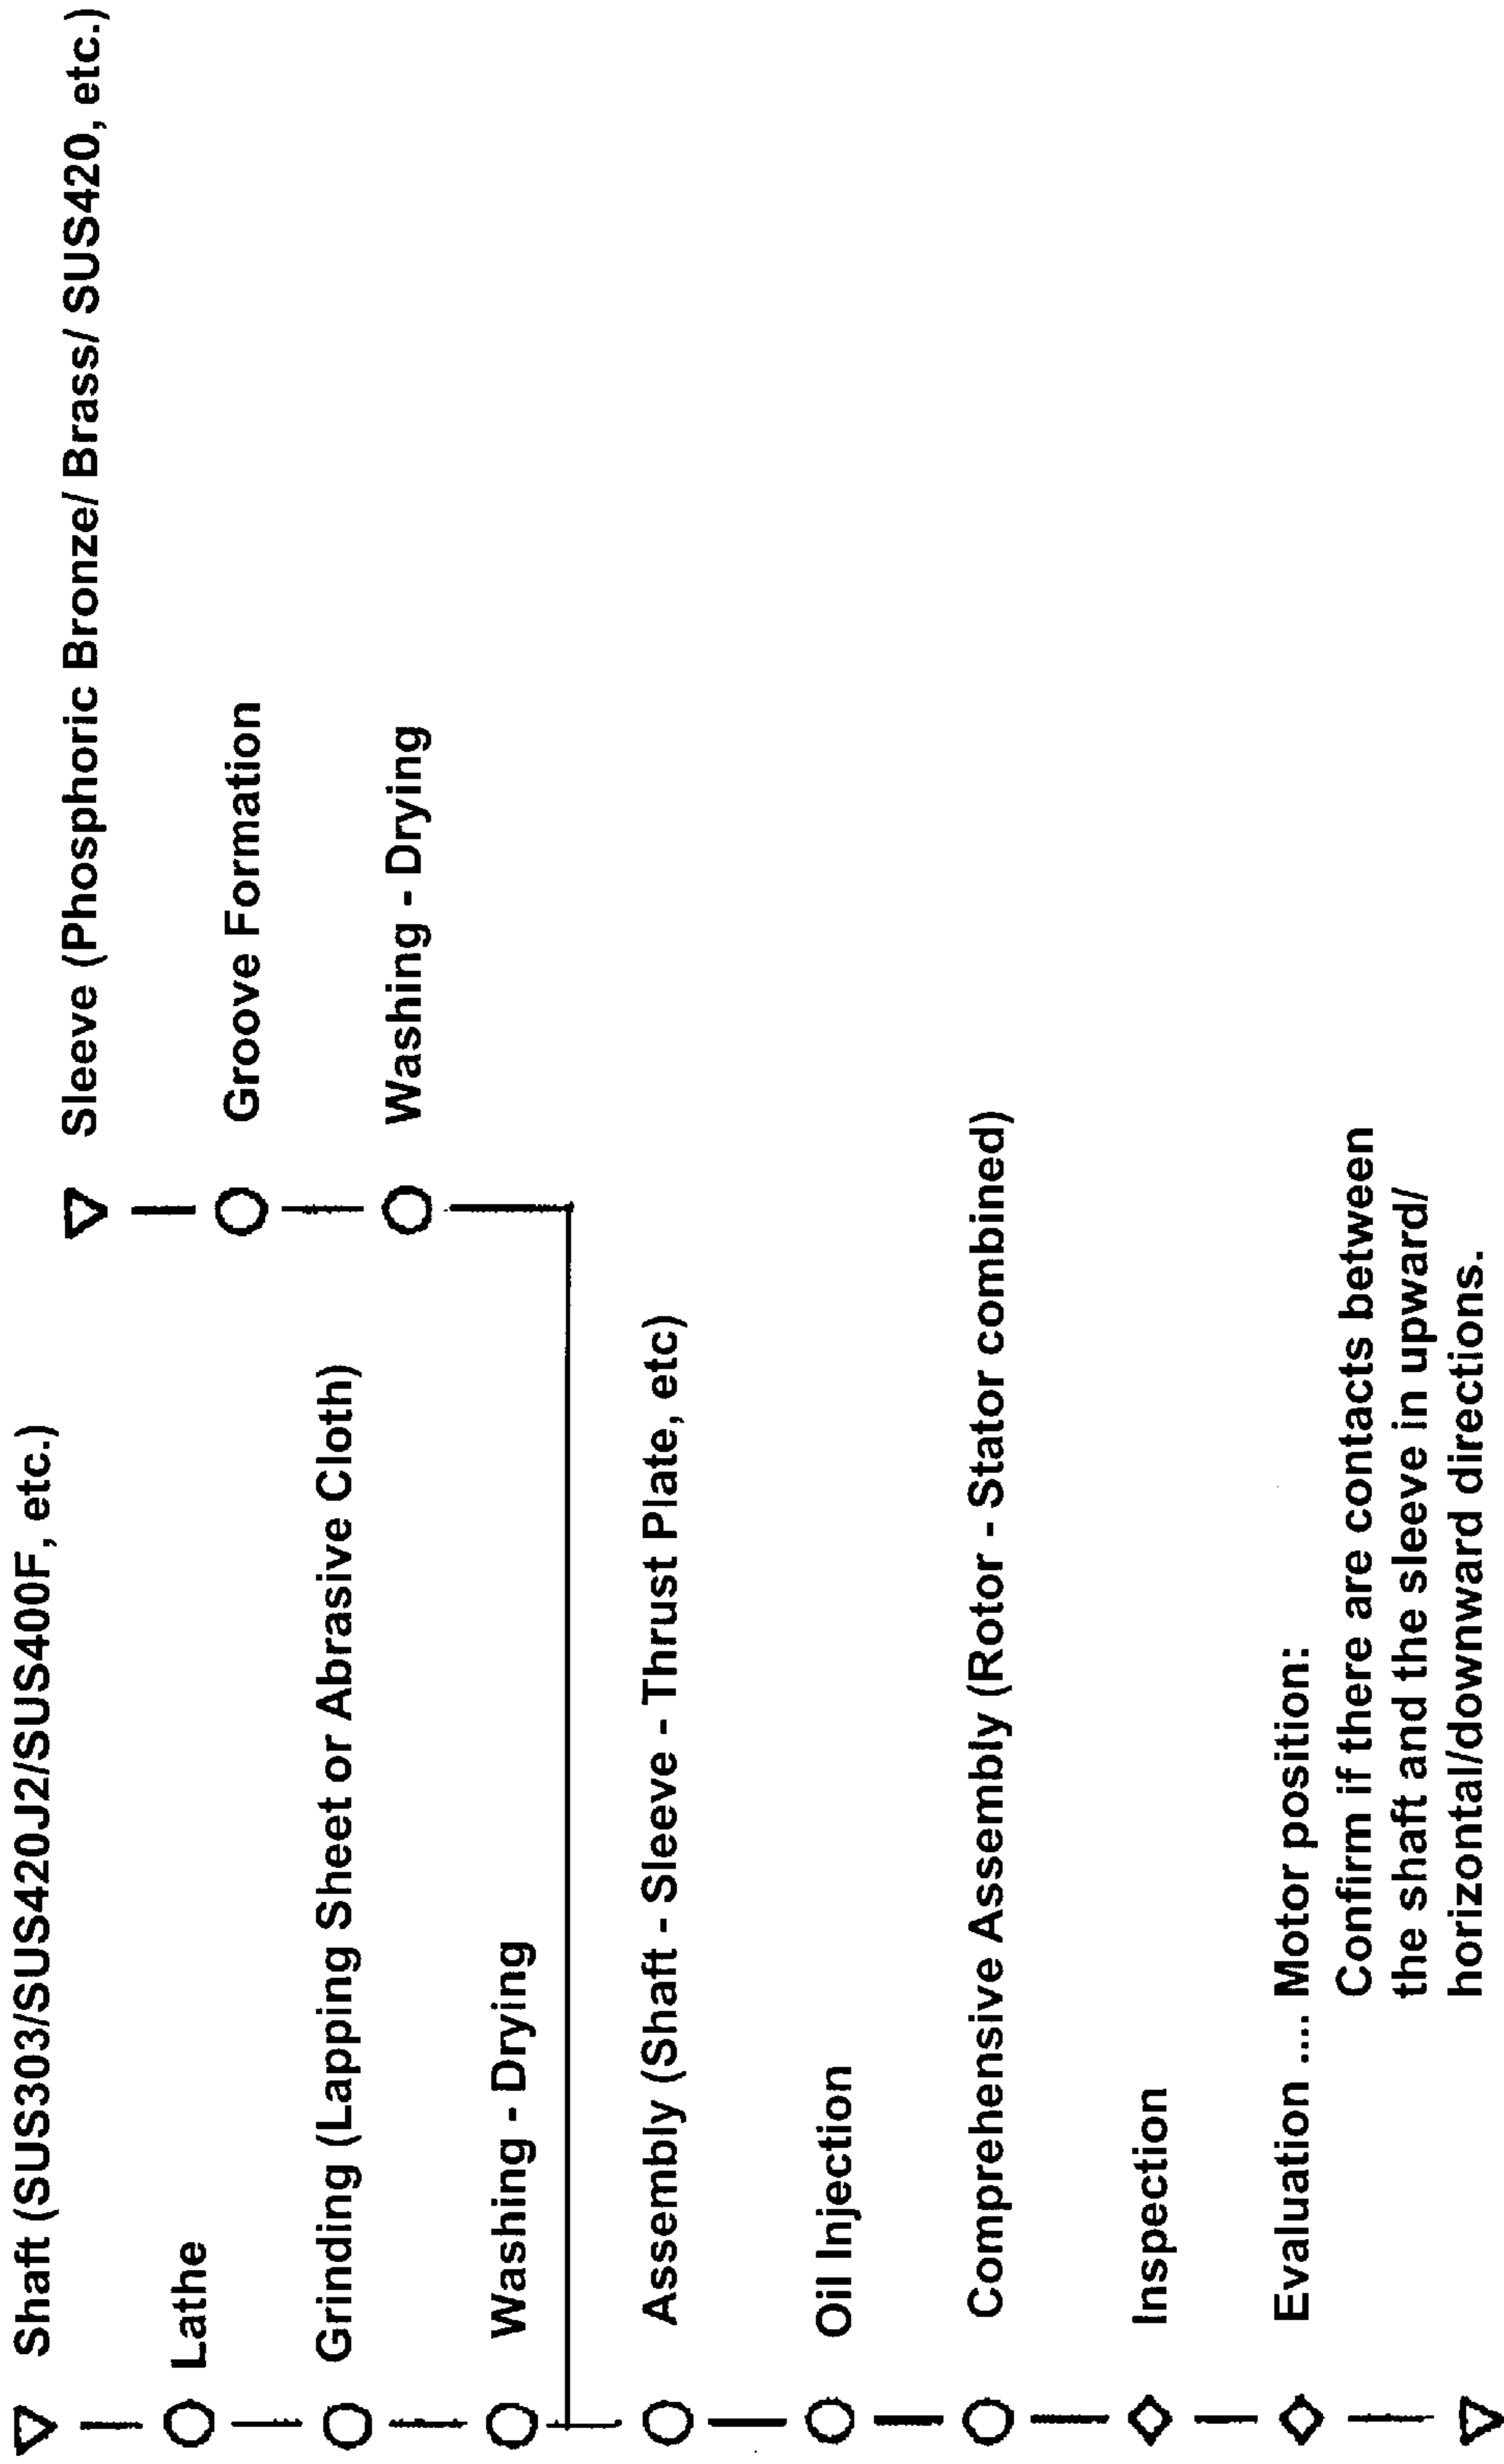 Shaft (SUS303/SUS420J2/SUS400F, etc.)
Lathe
Grinding (Lapping Sheet or Abrasive Cloth)
Washing - Drying
Sleeve (Phosphoric Bronze/ Brass/ SUS420, etc.)
Groove Formation
Washing - Drying
Assembly (Shaft - Sleeve - Thrust Plate, etc)
Oil Injection
Comprehensive Assembly (Rotor - Stator combined)
Inspection
Evaluation .... Motor position:
Confirm if there are contacts between
the shaft and the sleeve in upward/
horizontal/downward directions.